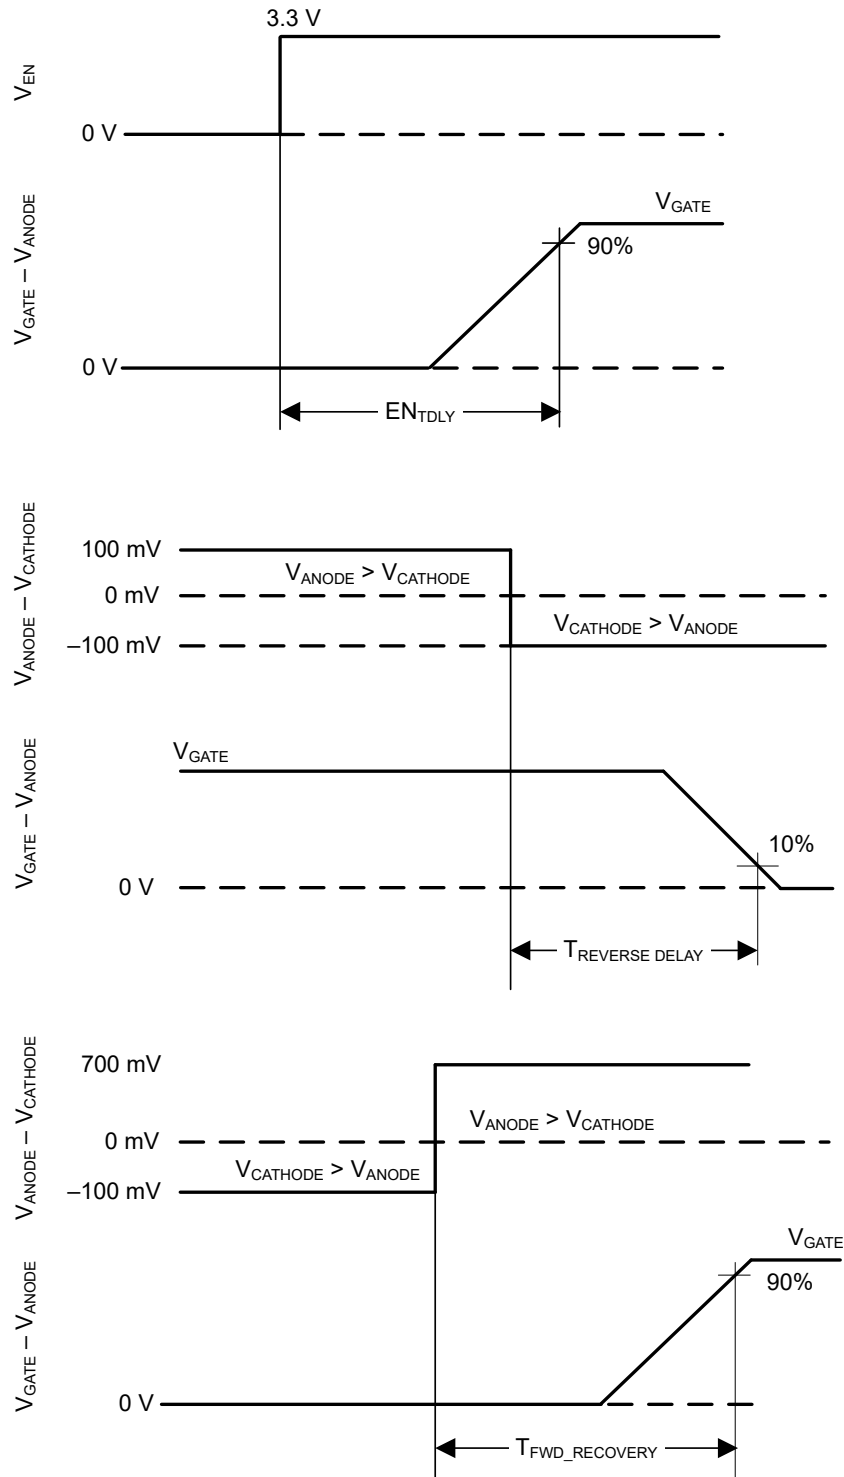 3.3 V
V_EN
0 V
V_GATE – V_ANODE
V_GATE
90%
0 V
EN_TDLY
V_ANODE – V_CATHODE
100 mV
V_ANODE > V_CATHODE
0 mV
V_CATHODE > V_ANODE
–100 mV
V_GATE – V_ANODE
V_GATE
10%
0 V
T_REVERSE DELAY
V_ANODE – V_CATHODE
700 mV
V_ANODE > V_CATHODE
0 mV
V_CATHODE > V_ANODE
–100 mV
V_GATE – V_ANODE
V_GATE
90%
0 V
T_FWD_RECOVERY